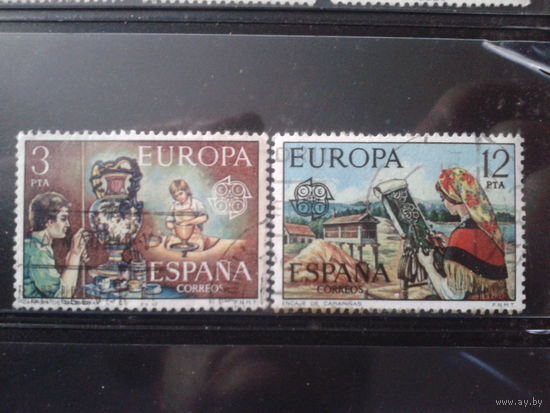 3
PTA
EUROPA
ESPAÑA
CORREOS
F.N.M.T.
EUROPA
12
PTA
ESPAÑA
CORREOS
ENCAJE DE CAMARIÑAS
F.N.M.T.
www.ay.by